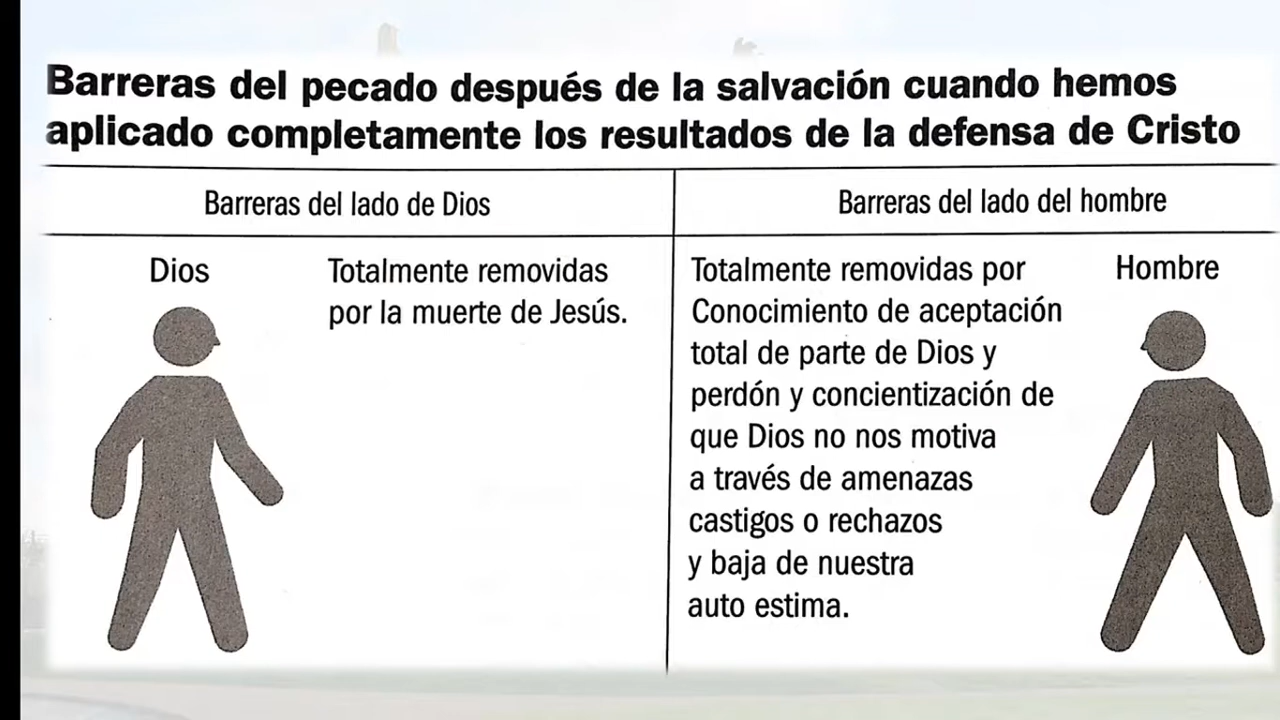 Barreras del pecado después de la salvación cuando hemos
aplicado completamente los resultados de la defensa de Cristo
Barreras del lado de Dios
Barreras del lado del hombre
Dios
Totalmente removidas
por la muerte de Jesús.
Totalmente removidas por
Conocimiento de aceptación
total de parte de Dios y
perdón y concientización de
que Dios no nos motiva
a través de amenazas
castigos o rechazos
y baja de nuestra
auto estima.
Hombre